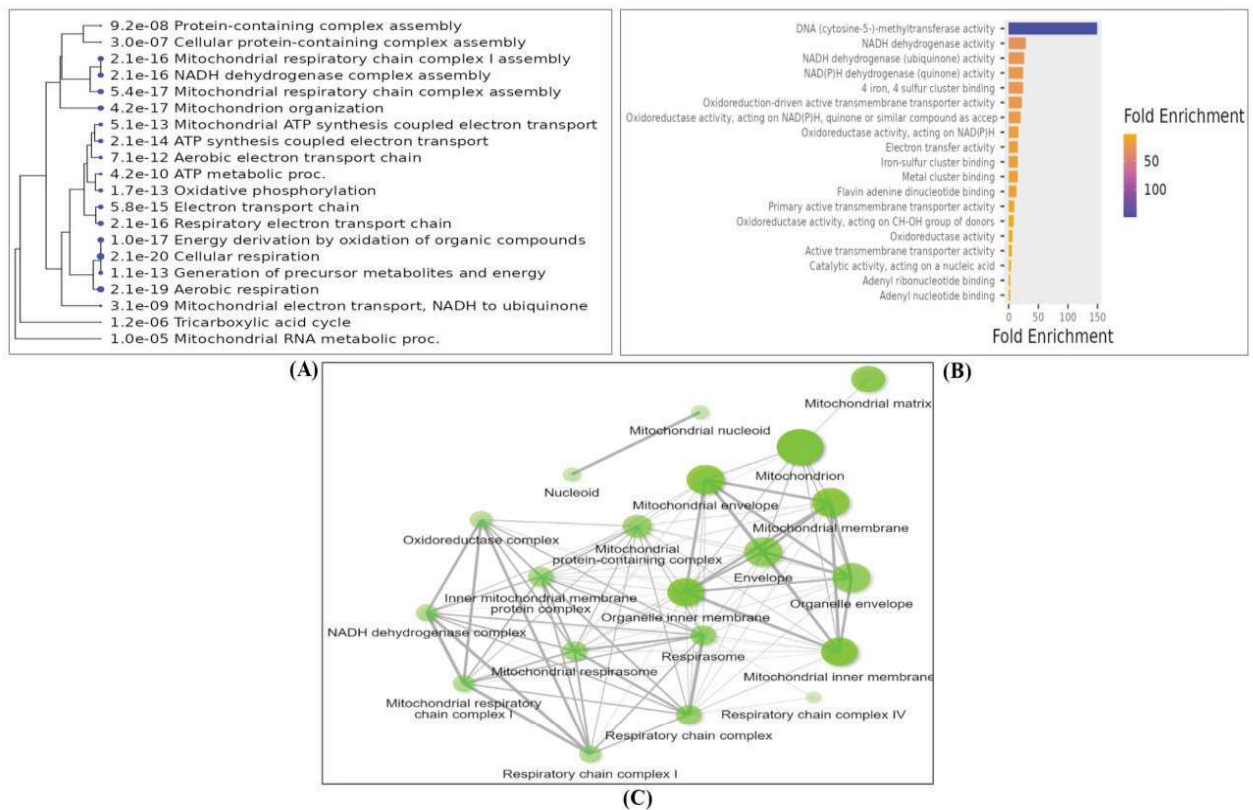 9.2e-08 Protein-containing complex assembly
3.0e-07 Cellular protein-containing complex assembly
2.1e-16 Mitochondrial respiratory chain complex I assembly
2.1e-16 NADH dehydrogenase complex assembly
5.4e-17 Mitochondrial respiratory chain complex assembly
4.2e-17 Mitochondrion organization
5.1e-13 Mitochondrial ATP synthesis coupled electron transport
2.1e-14 ATP synthesis coupled electron transport
7.1e-12 Aerobic electron transport chain
4.2e-10 ATP metabolic proc.
1.7e-13 Oxidative phosphorylation
5.8e-15 Electron transport chain
2.1e-16 Respiratory electron transport chain
1.0e-17 Energy derivation by oxidation of organic compounds
2.1e-20 Cellular respiration
1.1e-13 Generation of precursor metabolites and energy
2.1e-19 Aerobic respiration
3.1e-09 Mitochondrial electron transport, NADH to ubiquinone
1.2e-06 Tricarboxylic acid cycle
1.0e-05 Mitochondrial RNA metabolic proc.
(A)
DNA (cytosine-5-)-methyltransferase activity
NADH dehydrogenase activity
NADH dehydrogenase (ubiquinone) activity
NAD(P)H dehydrogenase (quinone) activity
4 iron, 4 sulfur cluster binding
Oxidoreduction-driven active transmembrane transporter activity
Oxidoreductase activity, acting on NAD(P)H, quinone or similar compound as accep
Oxidoreductase activity, acting on NAD(P)H
Electron transfer activity
Iron-sulfur cluster binding
Metal cluster binding
Flavin adenine dinucleotide binding
Primary active transmembrane transporter activity
Oxidoreductase activity, acting on CH-OH group of donors
Oxidoreductase activity
Active transmembrane transporter activity
Catalytic activity, acting on a nucleic acid
Adenyl ribonucleotide binding
Adenyl nucleotide binding
0 50 100 150
Fold Enrichment
Fold Enrichment
50
100
(B)
Mitochondrial matrix
Mitochondrial nucleoid
Mitochondrion
Nucleoid
Mitochondrial envelope
Mitochondrial membrane
Oxidoreductase complex
Mitochondrial
protein-containing complex
Envelope
Organelle envelope
Inner mitochondrial membrane
protein complex
Organelle inner membrane
NADH dehydrogenase complex
Respirasome
Mitochondrial respirasome
Mitochondrial inner membrane
Mitochondrial respiratory
chain complex I
Respiratory chain complex IV
Respiratory chain complex
Respiratory chain complex I
(C)